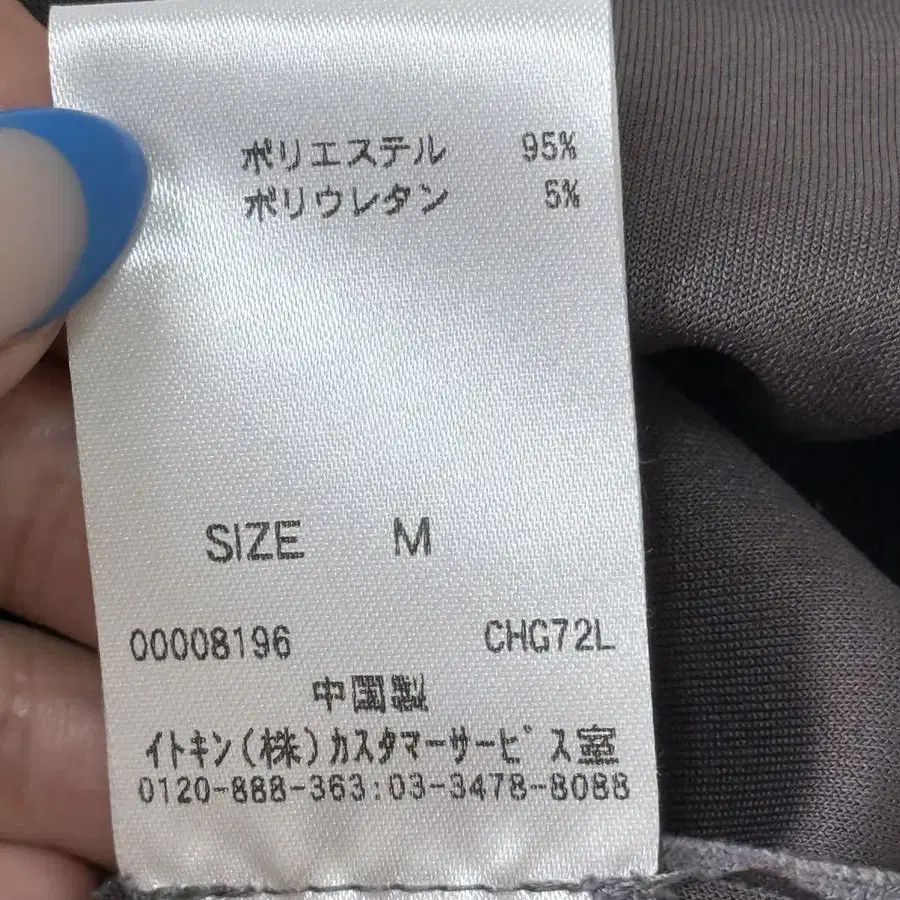 ポリエステル 95%
ポリウレタン 5%
SIZE M
00008196 CHG72L
中国製
イトキン(株)カスタマーサービス室
0120-888-363:03-3478-8088